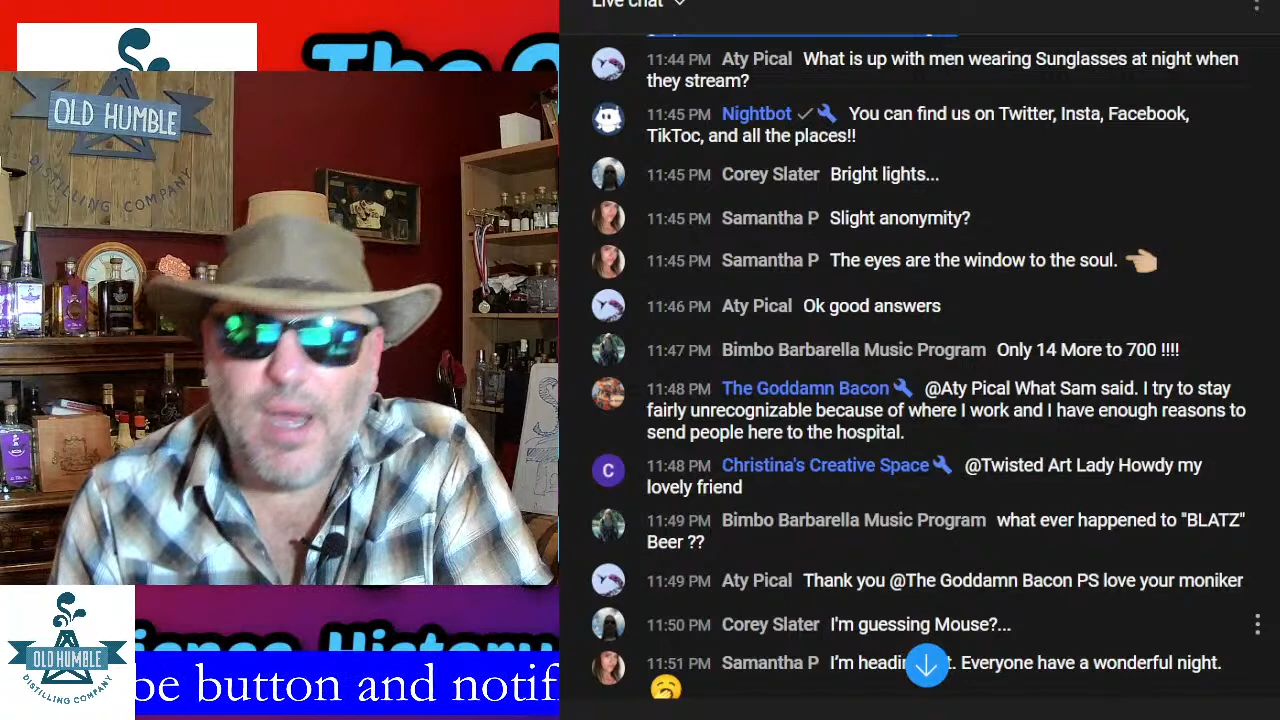 OLD HUMBLE
DISTILLING COMPANY
OLD HUMBLE
DISTILLING COMPANY
be button and notif
Live chat
11:44 PM Aty Pical What is up with men wearing Sunglasses at night when
they stream?
11:45 PM Nightbot You can find us on Twitter, Insta, Facebook,
TikToc, and all the places!!
11:45 PM Corey Slater Bright lights...
11:45 PM Samantha P Slight anonymity?
11:45 PM Samantha P The eyes are the window to the soul. 👈🏼
11:46 PM Aty Pical Ok good answers
11:47 PM Bimbo Barbarella Music Program Only 14 More to 700 !!!!
11:48 PM The Goddamn Bacon @Aty Pical What Sam said. I try to stay
fairly unrecognizable because of where I work and I have enough reasons to
send people here to the hospital.
C
11:48 PM Christina's Creative Space @Twisted Art Lady Howdy my
lovely friend
11:49 PM Bimbo Barbarella Music Program what ever happened to "BLATZ"
Beer ??
11:49 PM Aty Pical Thank you @The Goddamn Bacon PS love your moniker
11:50 PM Corey Slater I'm guessing Mouse?...
11:51 PM Samantha P I'm Everyone have a wonderful night.
🥱